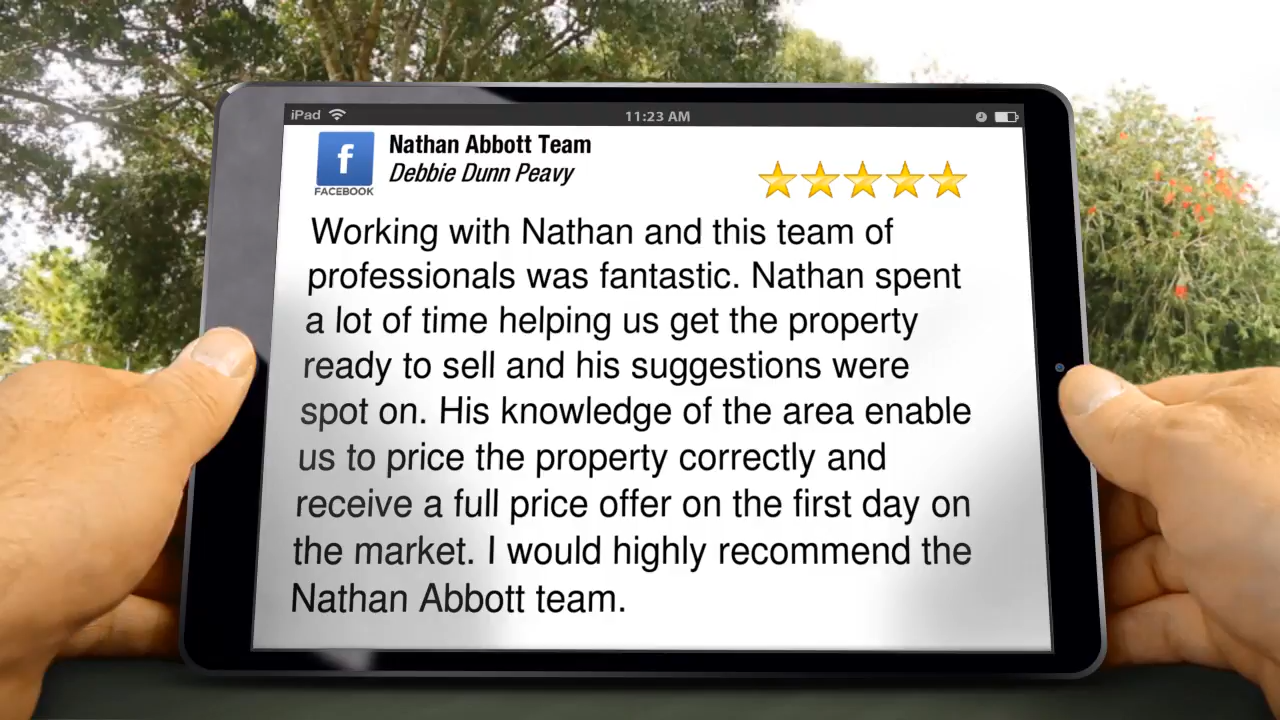 iPad 11:23 AM
f
FACEBOOK
Nathan Abbott Team
Debbie Dunn Peavy
Working with Nathan and this team of
professionals was fantastic. Nathan spent
a lot of time helping us get the property
ready to sell and his suggestions were
spot on. His knowledge of the area enable
us to price the property correctly and
receive a full price offer on the first day on
the market. I would highly recommend the
Nathan Abbott team.